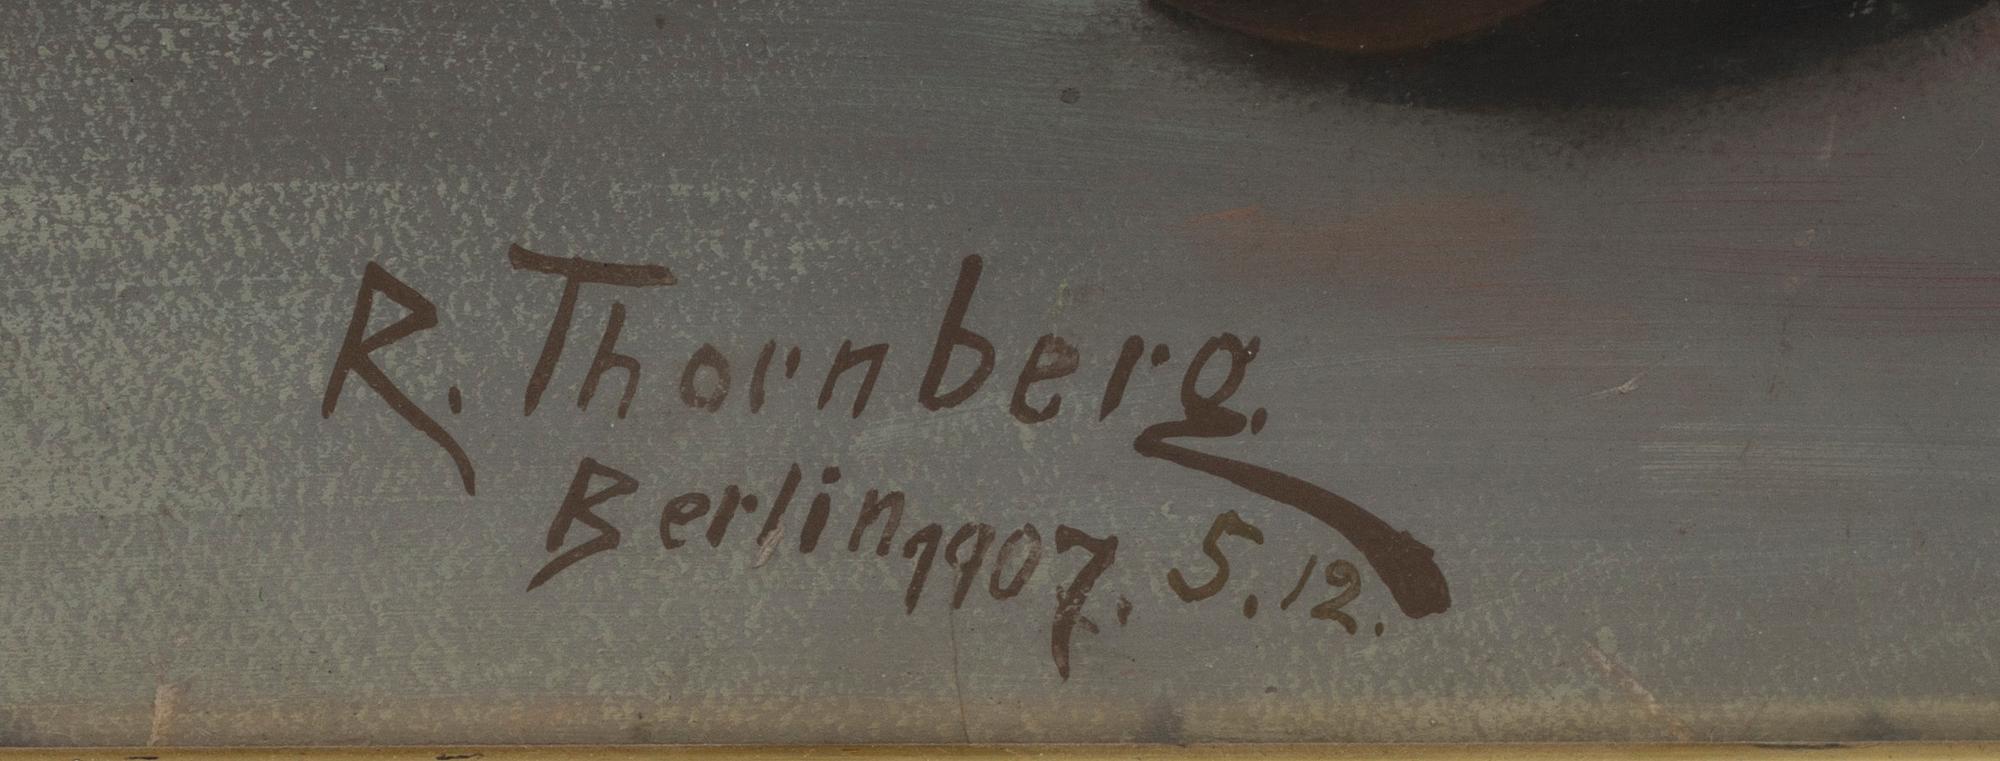 R. Thornberg.
Berlin 1907. 5. 12.